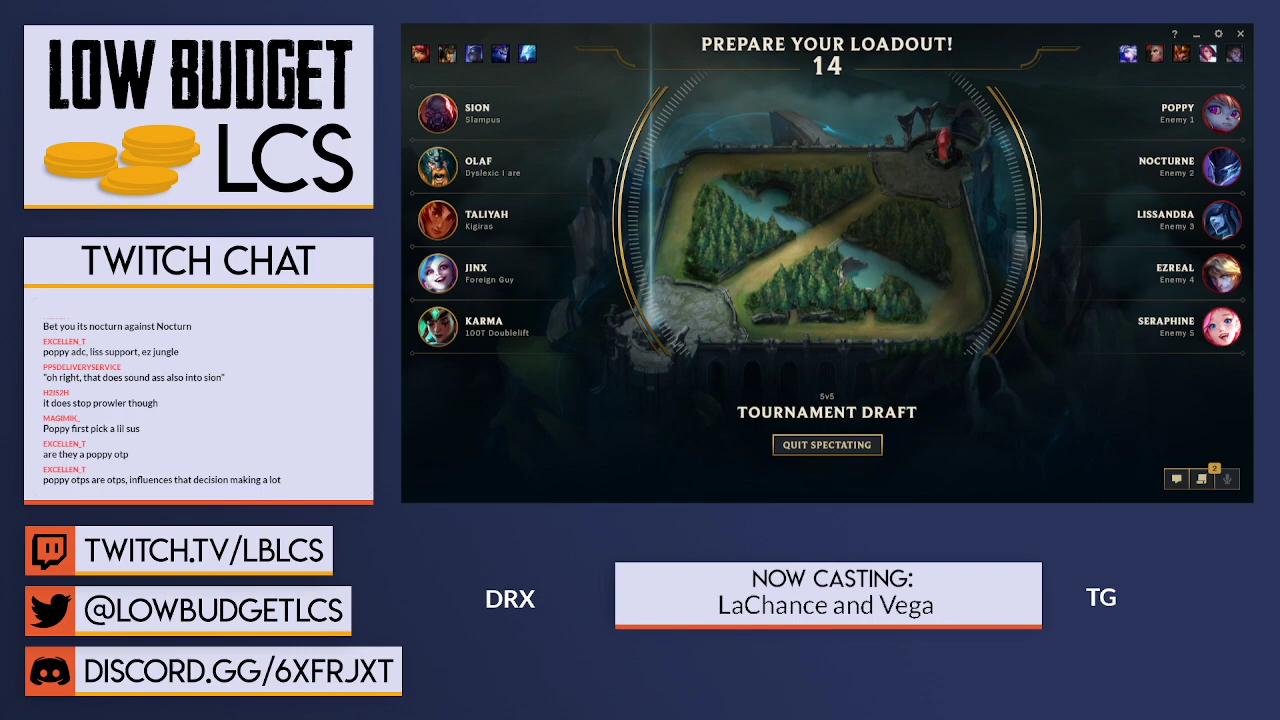 LOW BUDGET
LCS
TWITCH CHAT
Bet you its nocturn against Nocturn
EXCELLEN_T
poppy adc, liss support, ez jungle
PPSDELIVERYSERVICE
"oh right, that does sound ass also into sion"
H2IS2H
it does stop prowler though
MAGIMIK_
Poppy first pick a lil sus
EXCELLEN_T
are they a poppy otp
EXCELLEN_T
poppy otps are otps, influences that decision making a lot
TWITCH.TV/LBLCS
@LOWBUDGETLCS
DISCORD.GG/6XFRJXT
PREPARE YOUR LOADOUT!
14
SION
Slampus
OLAF
Dyslexic I are
TALIYAH
Kigiras
JINX
Foreign Guy
KARMA
100T Doublelift
POPPY
Enemy 1
NOCTURNE
Enemy 2
LISSANDRA
Enemy 3
EZREAL
Enemy 4
SERAPHINE
Enemy 5
5v5
TOURNAMENT DRAFT
QUIT SPECTATING
2
DRX
NOW CASTING:
LaChance and Vega
TG